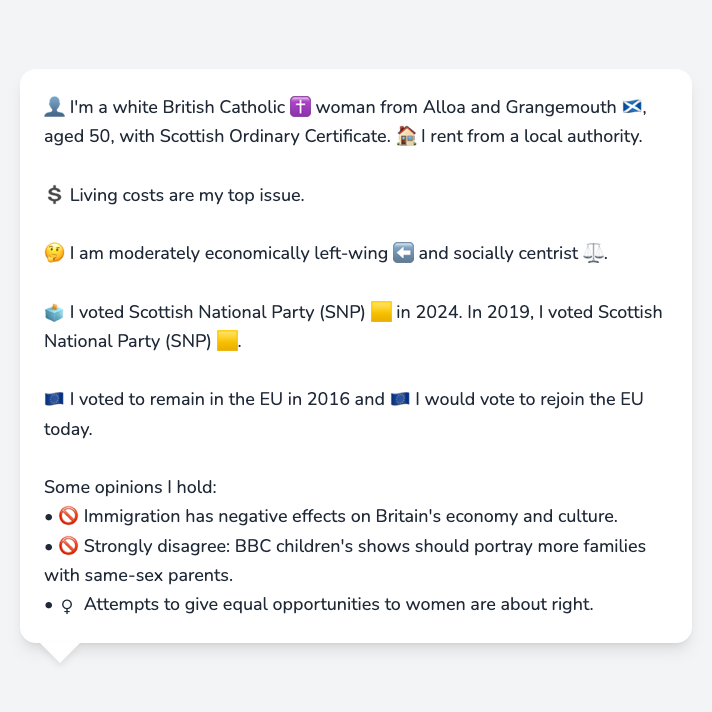 👤 I'm a white British Catholic ✝️ woman from Alloa and Grangemouth 🏴󠁧󠁢󠁳󠁣󠁴󠁿,
aged 50, with Scottish Ordinary Certificate. 🏠 I rent from a local authority.
💲 Living costs are my top issue.
🤔 I am moderately economically left-wing ⬅️ and socially centrist ⚖️.
🗳️ I voted Scottish National Party (SNP) 🟨 in 2024. In 2019, I voted Scottish
National Party (SNP) 🟨.
🇪🇺 I voted to remain in the EU in 2016 and 🇪🇺 I would vote to rejoin the EU
today.
Some opinions I hold:
• 🚫 Immigration has negative effects on Britain's economy and culture.
• 🚫 Strongly disagree: BBC children's shows should portray more families
with same-sex parents.
• ♀ Attempts to give equal opportunities to women are about right.